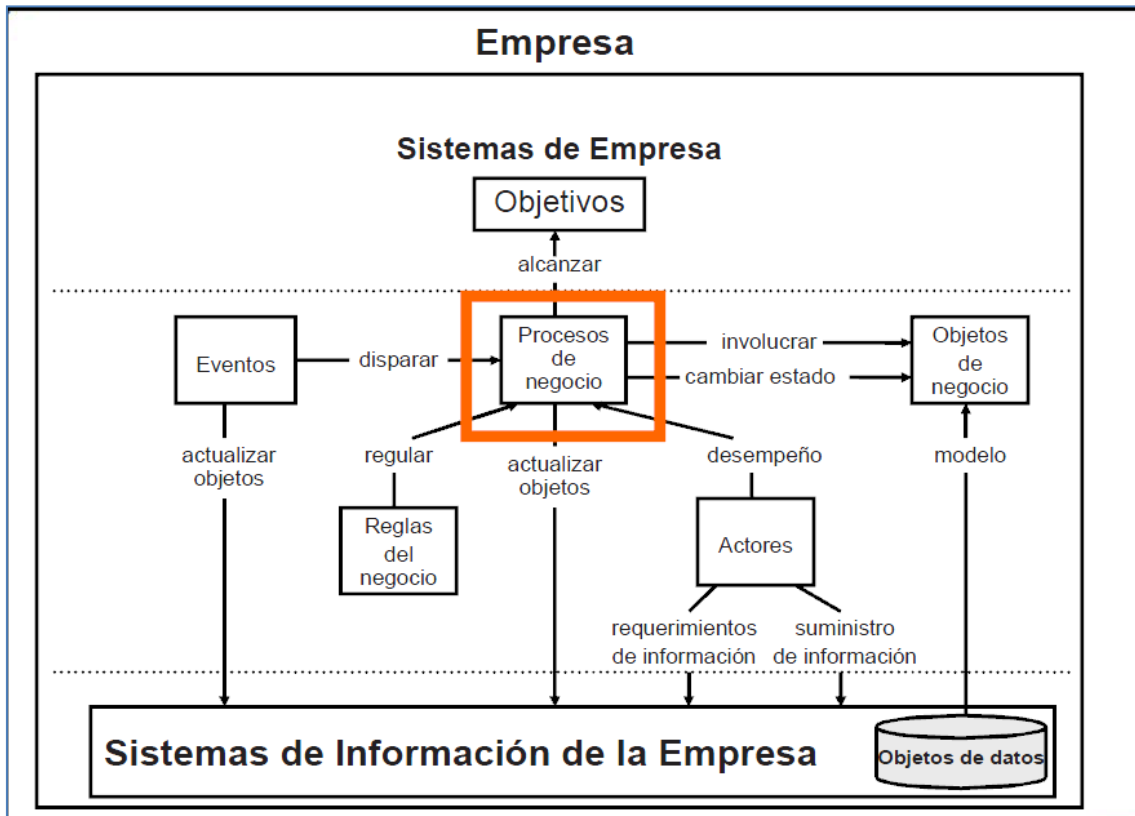 Empresa
Sistemas de Empresa
Objetivos
alcanzar
Eventos
disparar
Procesos
de
negocio
involucrar
cambiar estado
Objetos
de
negocio
actualizar
objetos
regular
actualizar
objetos
desempeño
modelo
Reglas
del
negocio
Actores
requerimientos
de información
suministro
de información
Sistemas de Información de la Empresa
Objetos de datos